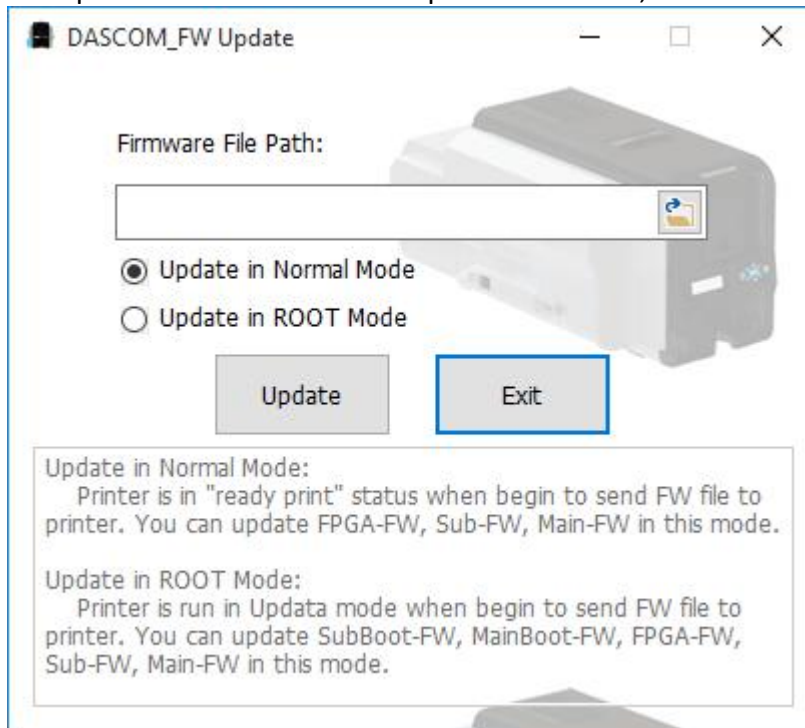 DASCOM_FW Update
Firmware File Path:
Update in Normal Mode
Update in ROOT Mode
Update
Exit
Update in Normal Mode:
Printer is in "ready print" status when begin to send FW file to
printer. You can update FPGA-FW, Sub-FW, Main-FW in this mode.
Update in ROOT Mode:
Printer is run in Updata mode when begin to send FW file to
printer. You can update SubBoot-FW, MainBoot-FW, FPGA-FW,
Sub-FW, Main-FW in this mode.